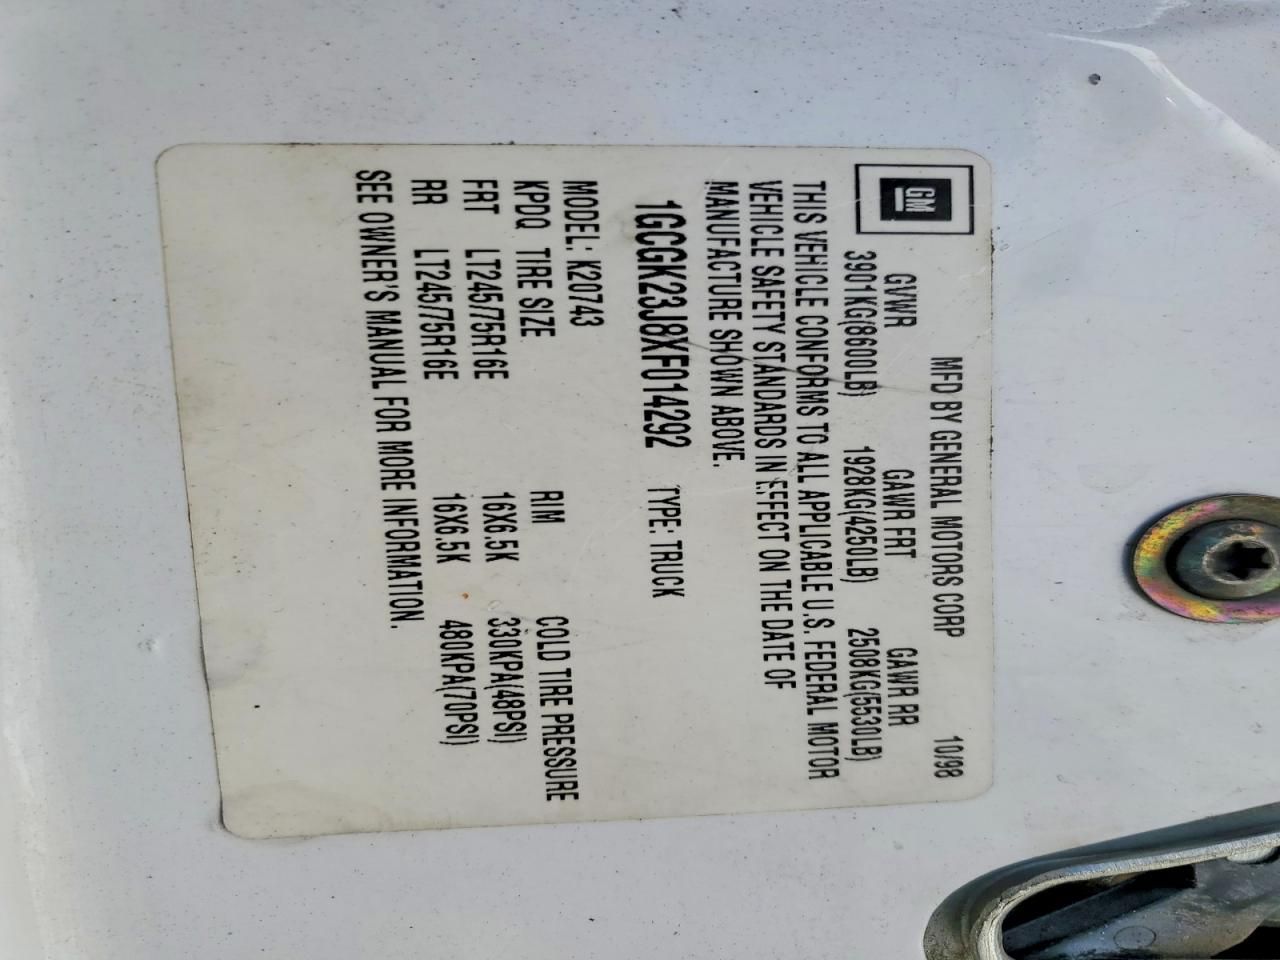 GM
MFD BY GENERAL MOTORS CORP 10/98
GVWR GAWR FRT GAWR RR
3901KG(8600LB) 1928KG(4250LB) 2508KG(5530LB)
THIS VEHICLE CONFORMS TO ALL APPLICABLE U.S. FEDERAL MOTOR
VEHICLE SAFETY STANDARDS IN EFFECT ON THE DATE OF
MANUFACTURE SHOWN ABOVE.
1GCGK23J8XF014292 TYPE: TRUCK
MODEL: K20743
KPDQ TIRE SIZE RIM COLD TIRE PRESSURE
FRT LT245/75R16E 16X6.5K 330KPA(48PSI)
RR LT245/75R16E 16X6.5K 480KPA(70PSI)
SEE OWNER'S MANUAL FOR MORE INFORMATION.